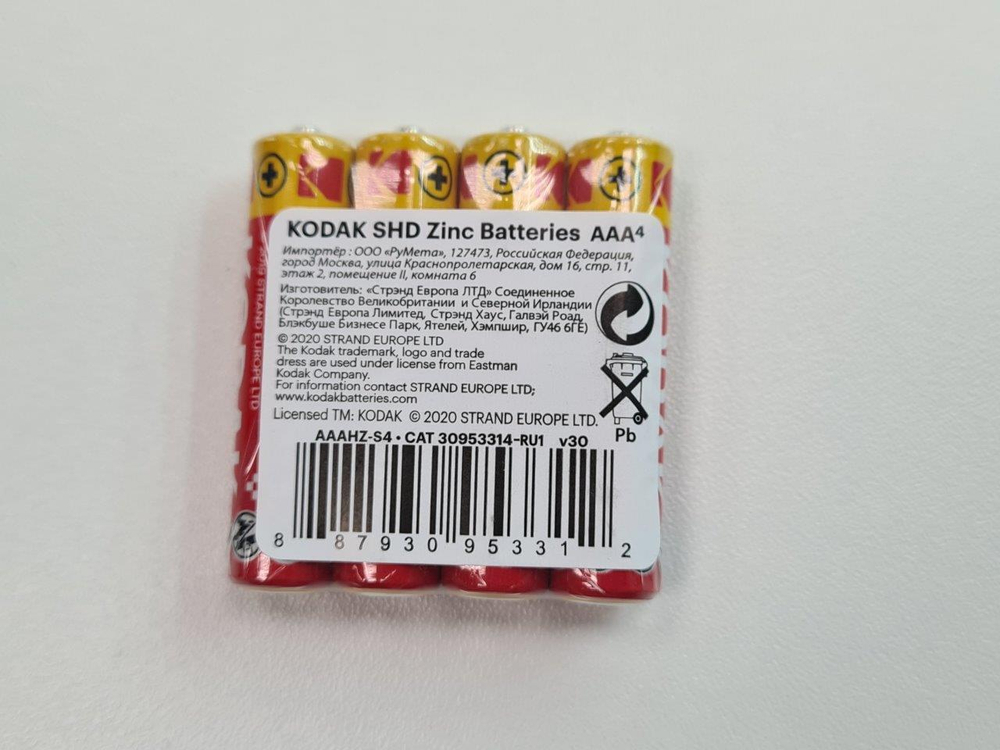 KODAK SHD Zinc Batteries AAA⁴
Импортёр : ООО «РуМета», 127473, Российская Федерация,
город Москва, улица Краснопролетарская, дом 16, стр. 11,
этаж 2, помещение II, комната 6
Изготовитель: «Стрэнд Европа ЛТД» Соединенное
Королевство Великобритании и Северной Ирландии
(Стрэнд Европа Лимитед, Стрэнд Хаус, Галвэй Роад,
Блэкбуше Бизнесе Парк, Ятелей, Хэмпшир, ГУ46 6ГЕ)
© 2020 STRAND EUROPE LTD
The Kodak trademark, logo and trade
dress are used under license from Eastman
Kodak Company.
For information contact STRAND EUROPE LTD;
www.kodakbatteries.com
Licensed TM: KODAK © 2020 STRAND EUROPE LTD.
Pb
AAAHZ-S4 • CAT 30953314-RU1 v30
8 87930 95331 2
STRAND EUROPE LTD